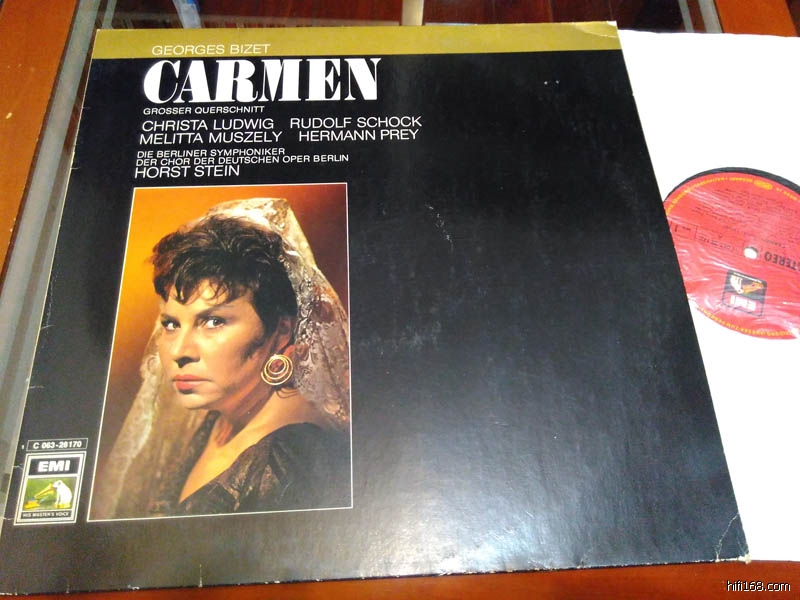 GEORGES BIZET
CARMEN
GROSSER QUERSCHNITT
CHRISTA LUDWIG RUDOLF SCHOCK
MELITTA MUSZELY HERMANN PREY
DIE BERLINER SYMPHONIKER
DER CHOR DER DEUTSCHEN OPER BERLIN
HORST STEIN
1 C 063-28170
EMI
HIS MASTER'S VOICE
STEREO
EMI
hifi168.com